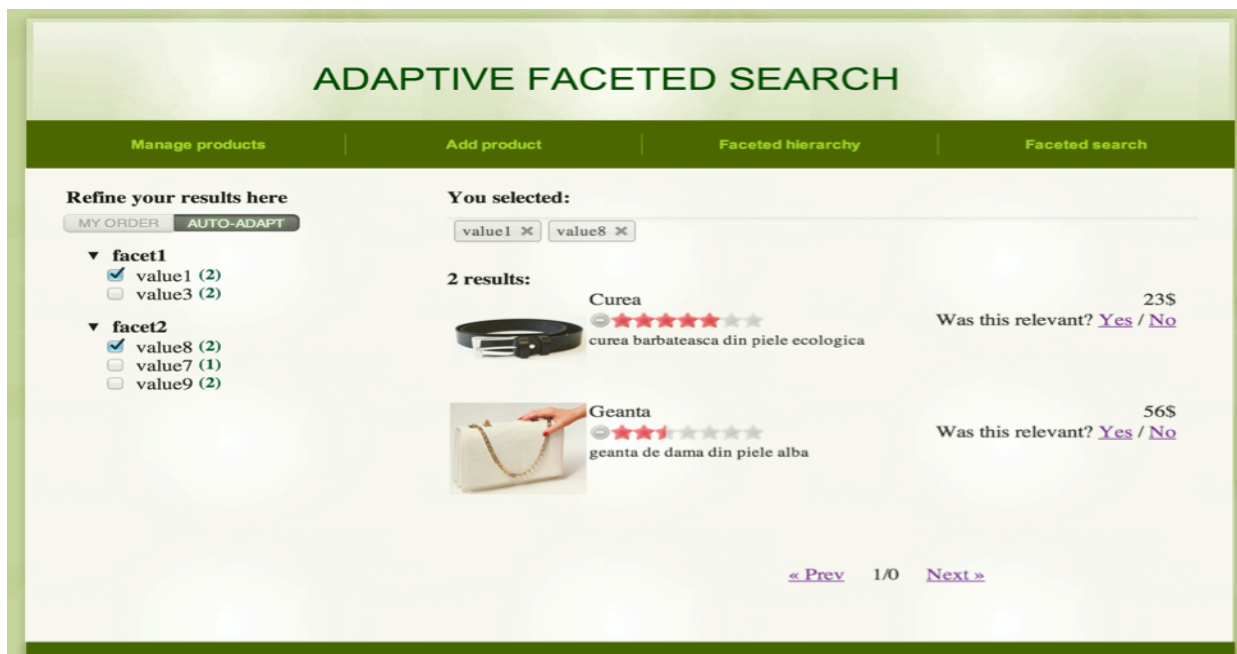 ADAPTIVE FACETED SEARCH
Manage products
Add product
Faceted hierarchy
Faceted search
Refine your results here
MY ORDER AUTO-ADAPT
▼ facet1
value1 (2)
value3 (2)
▼ facet2
value8 (2)
value7 (1)
value9 (2)
You selected:
value1 ✖ value8 ✖
2 results:
Curea
curea barbateasca din piele ecologica
23$
Was this relevant? Yes / No
Geanta
geanta de dama din piele alba
56$
Was this relevant? Yes / No
« Prev 1/0 Next »